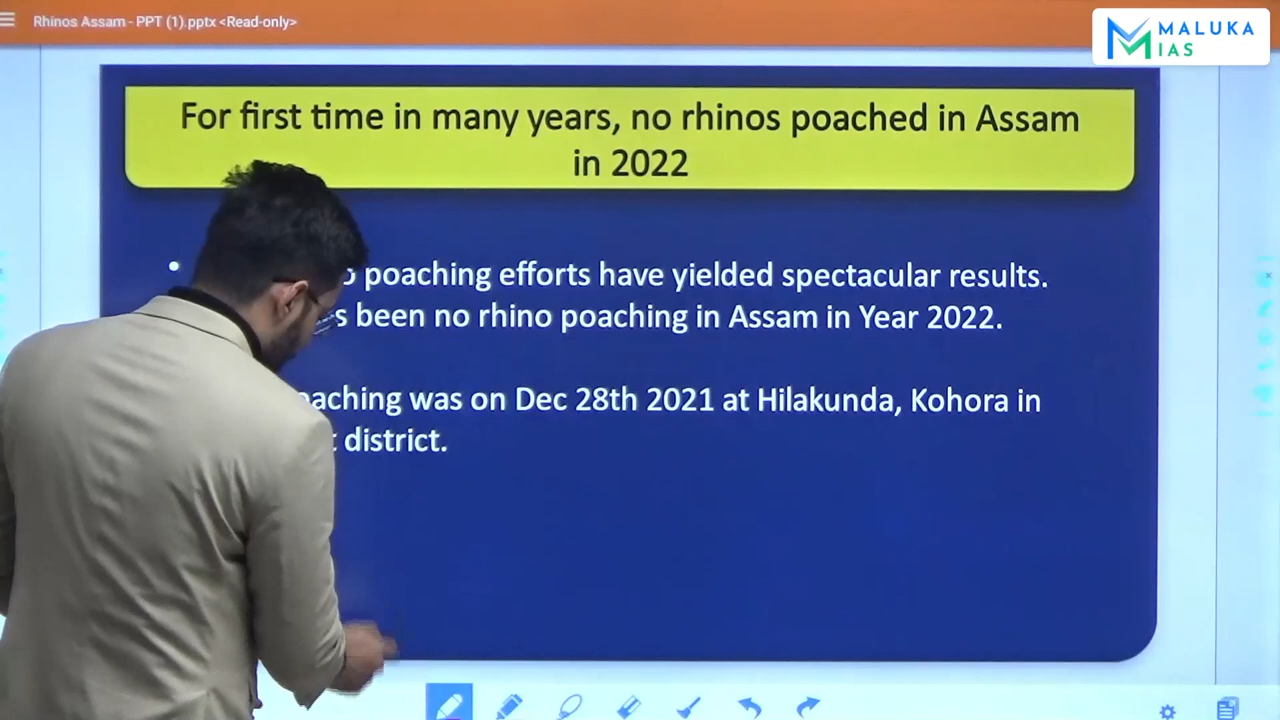 Rhinos Assam - PPT (1).pptx <Read-only>
MALUKA
IAS
For first time in many years, no rhinos poached in Assam
in 2022
poaching efforts have yielded spectacular results.
been no rhino poaching in Assam in Year 2022.
was on Dec 28th 2021 at Hilakunda, Kohora in
district.